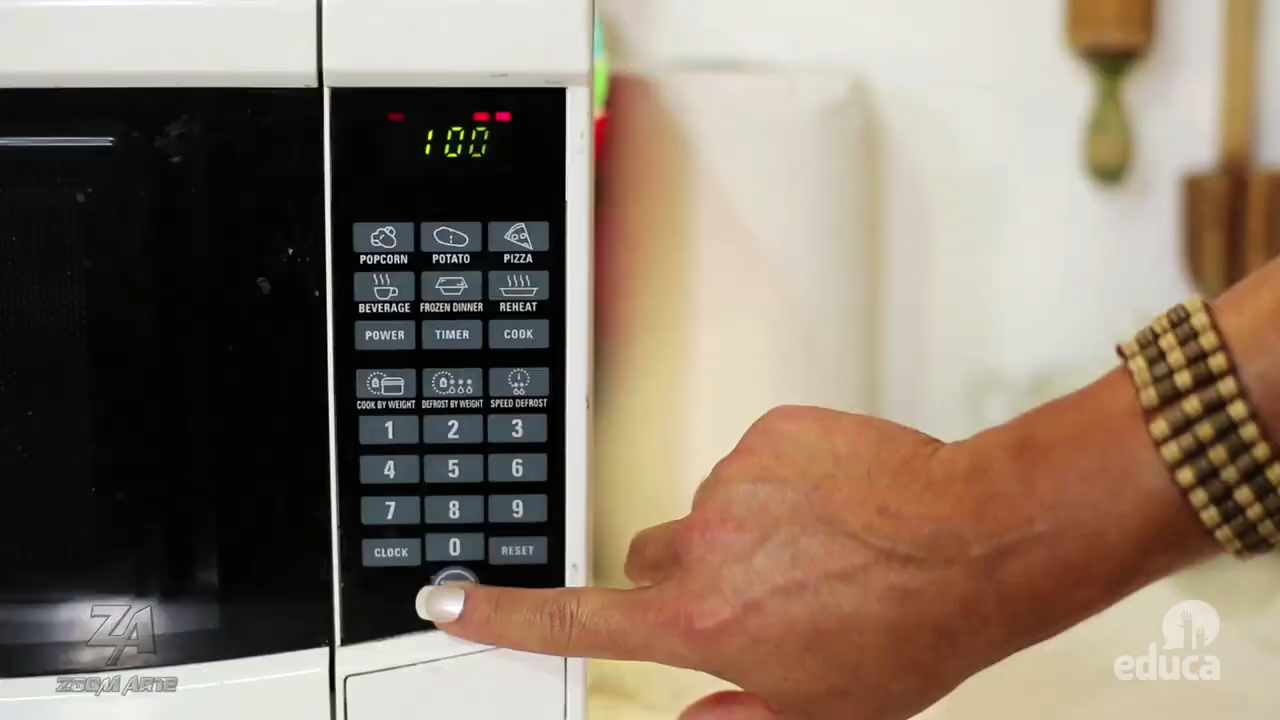 100
POPCORN POTATO PIZZA
BEVERAGE FROZEN DINNER REHEAT
POWER TIMER COOK
COOK BY WEIGHT DEFROST BY WEIGHT SPEED DEFROST
1 2 3
4 5 6
7 8 9
CLOCK 0 RESET
ZA
ZOOM ARTE
educa